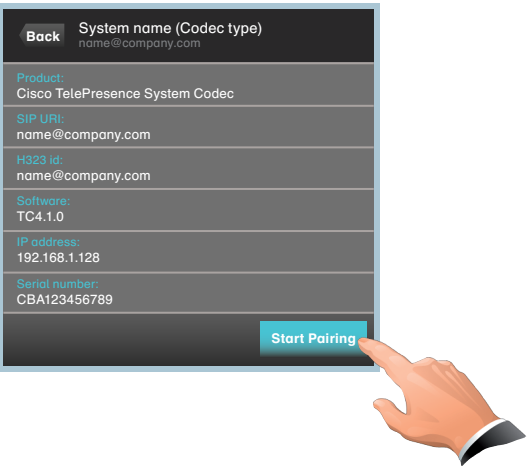 Back
System name (Codec type)
name@company.com
Product:
Cisco TelePresence System Codec
SIP URI:
name@company.com
H323 id:
name@company.com
Software:
TC4.1.0
IP address:
192.168.1.128
Serial number:
CBA123456789
Start Pairing